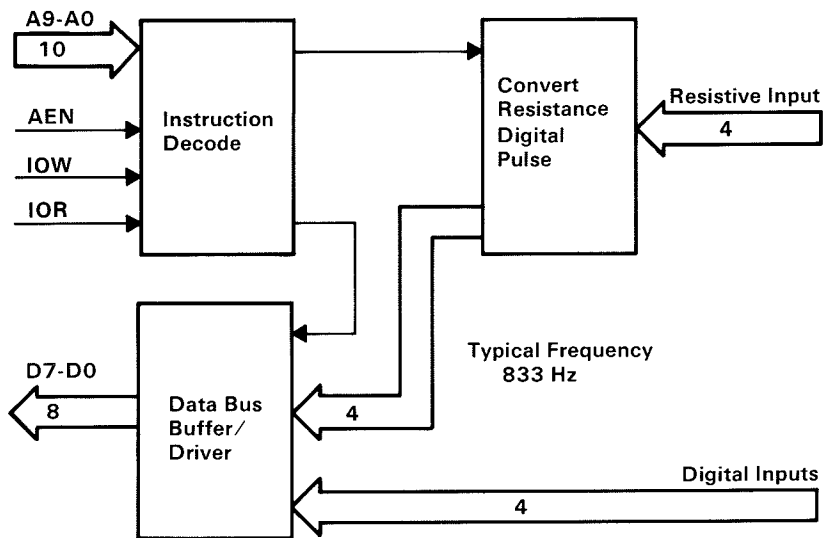 A9-A0
10
AEN
IOW
IOR
Instruction
Decode
Convert
Resistance
Digital
Pulse
Resistive Input
4
Typical Frequency
833 Hz
D7-D0
8
Data Bus
Buffer/
Driver
4
Digital Inputs
4